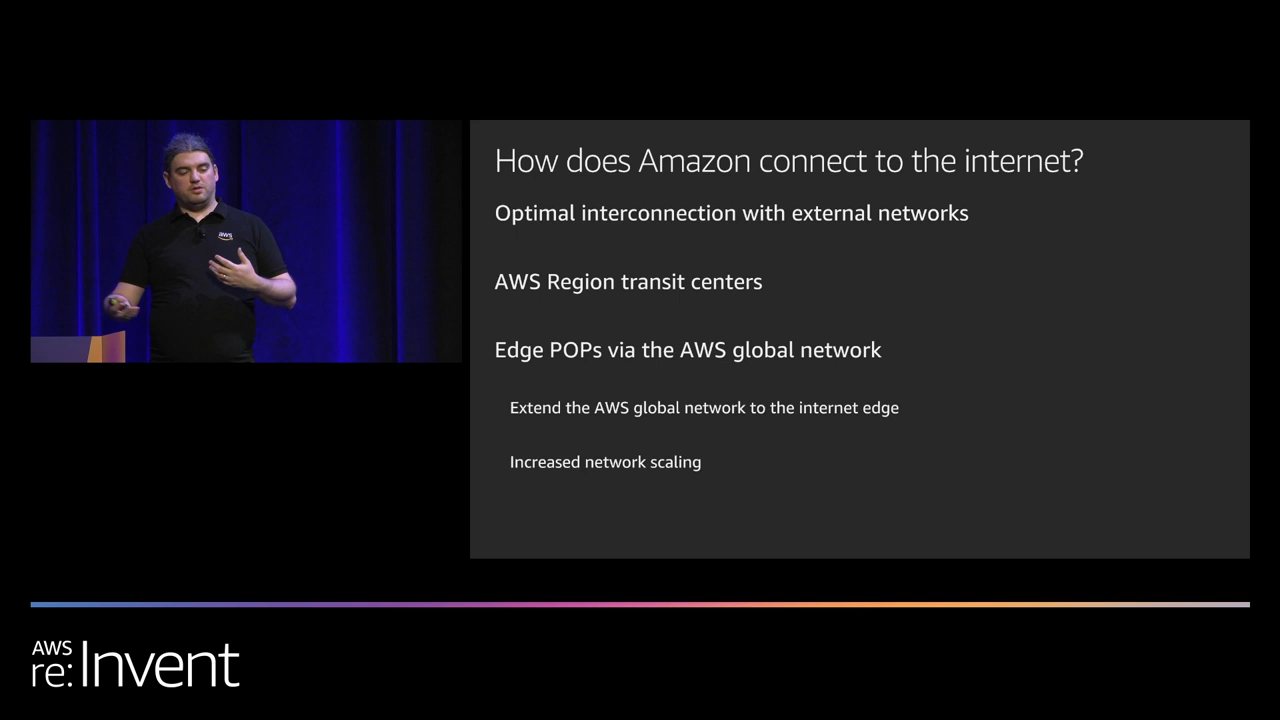 aws
How does Amazon connect to the internet?
Optimal interconnection with external networks
AWS Region transit centers
Edge POPs via the AWS global network
Extend the AWS global network to the internet edge
Increased network scaling
AWS
re:Invent